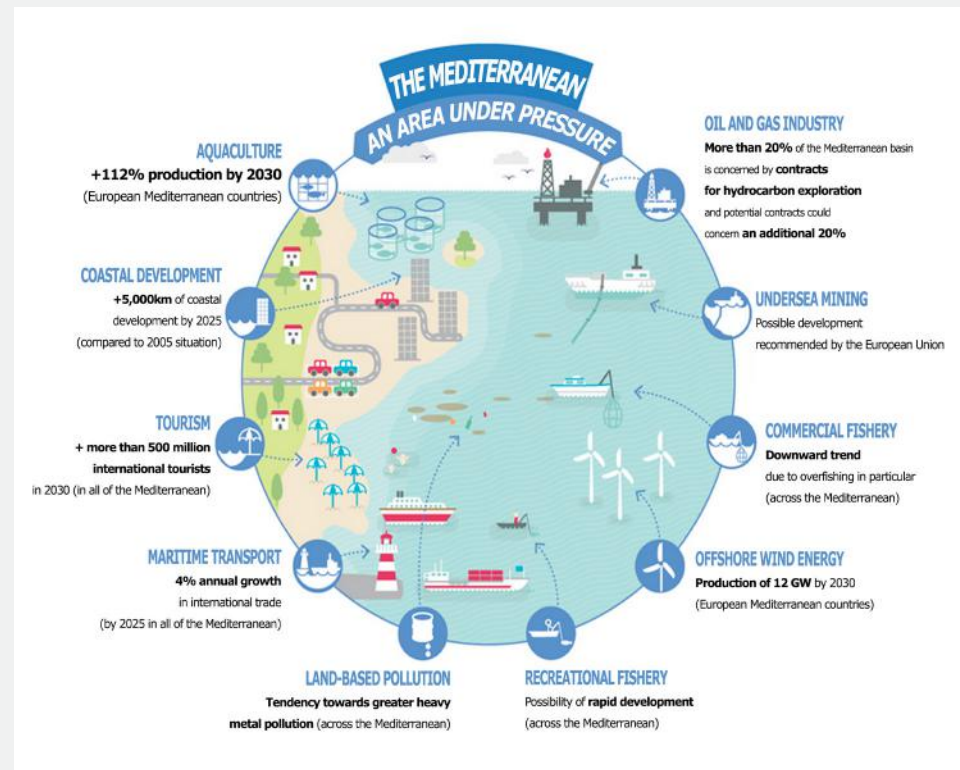 THE MEDITERRANEAN
AN AREA UNDER PRESSURE
AQUACULTURE
+112% production by 2030
(European Mediterranean countries)
COASTAL DEVELOPMENT
+5,000km of coastal
development by 2025
(compared to 2005 situation)
TOURISM
+ more than 500 million
international tourists
in 2030 (in all of the Mediterranean)
MARITIME TRANSPORT
4% annual growth
in international trade
(by 2025 in all of the Mediterranean)
LAND-BASED POLLUTION
Tendency towards greater heavy
metal pollution (across the Mediterranean)
RECREATIONAL FISHERY
Possibility of rapid development
(across the Mediterranean)
OFFSHORE WIND ENERGY
Production of 12 GW by 2030
(European Mediterranean countries)
COMMERCIAL FISHERY
Downward trend
due to overfishing in particular
(across the Mediterranean)
UNDERSEA MINING
Possible development
recommended by the European Union
OIL AND GAS INDUSTRY
More than 20% of the Mediterranean basin
is concerned by contracts
for hydrocarbon exploration
and potential contracts could
concern an additional 20%